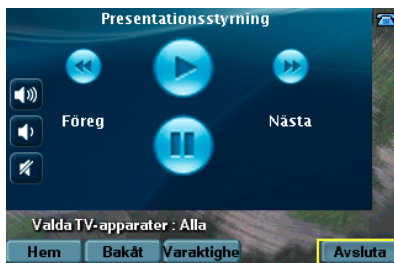 Presentationsstyrning
Föreg
Nästa
Valda TV-apparater : Alla
Hem
Bakåt
Varaktighe
Avsluta